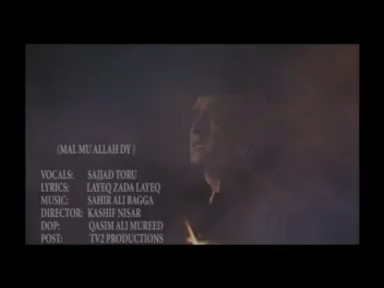 (MAL MU ALLAH DY )
VOCALS: SAJJAD TORU
LYRICS: LAYEQ ZADA LAYEQ
MUSIC: SAHIR ALI BAGGA
DIRECTOR: KASHIF NISAR
DOP: QASIM ALI MUREED
POST: TV2 PRODUCTIONS